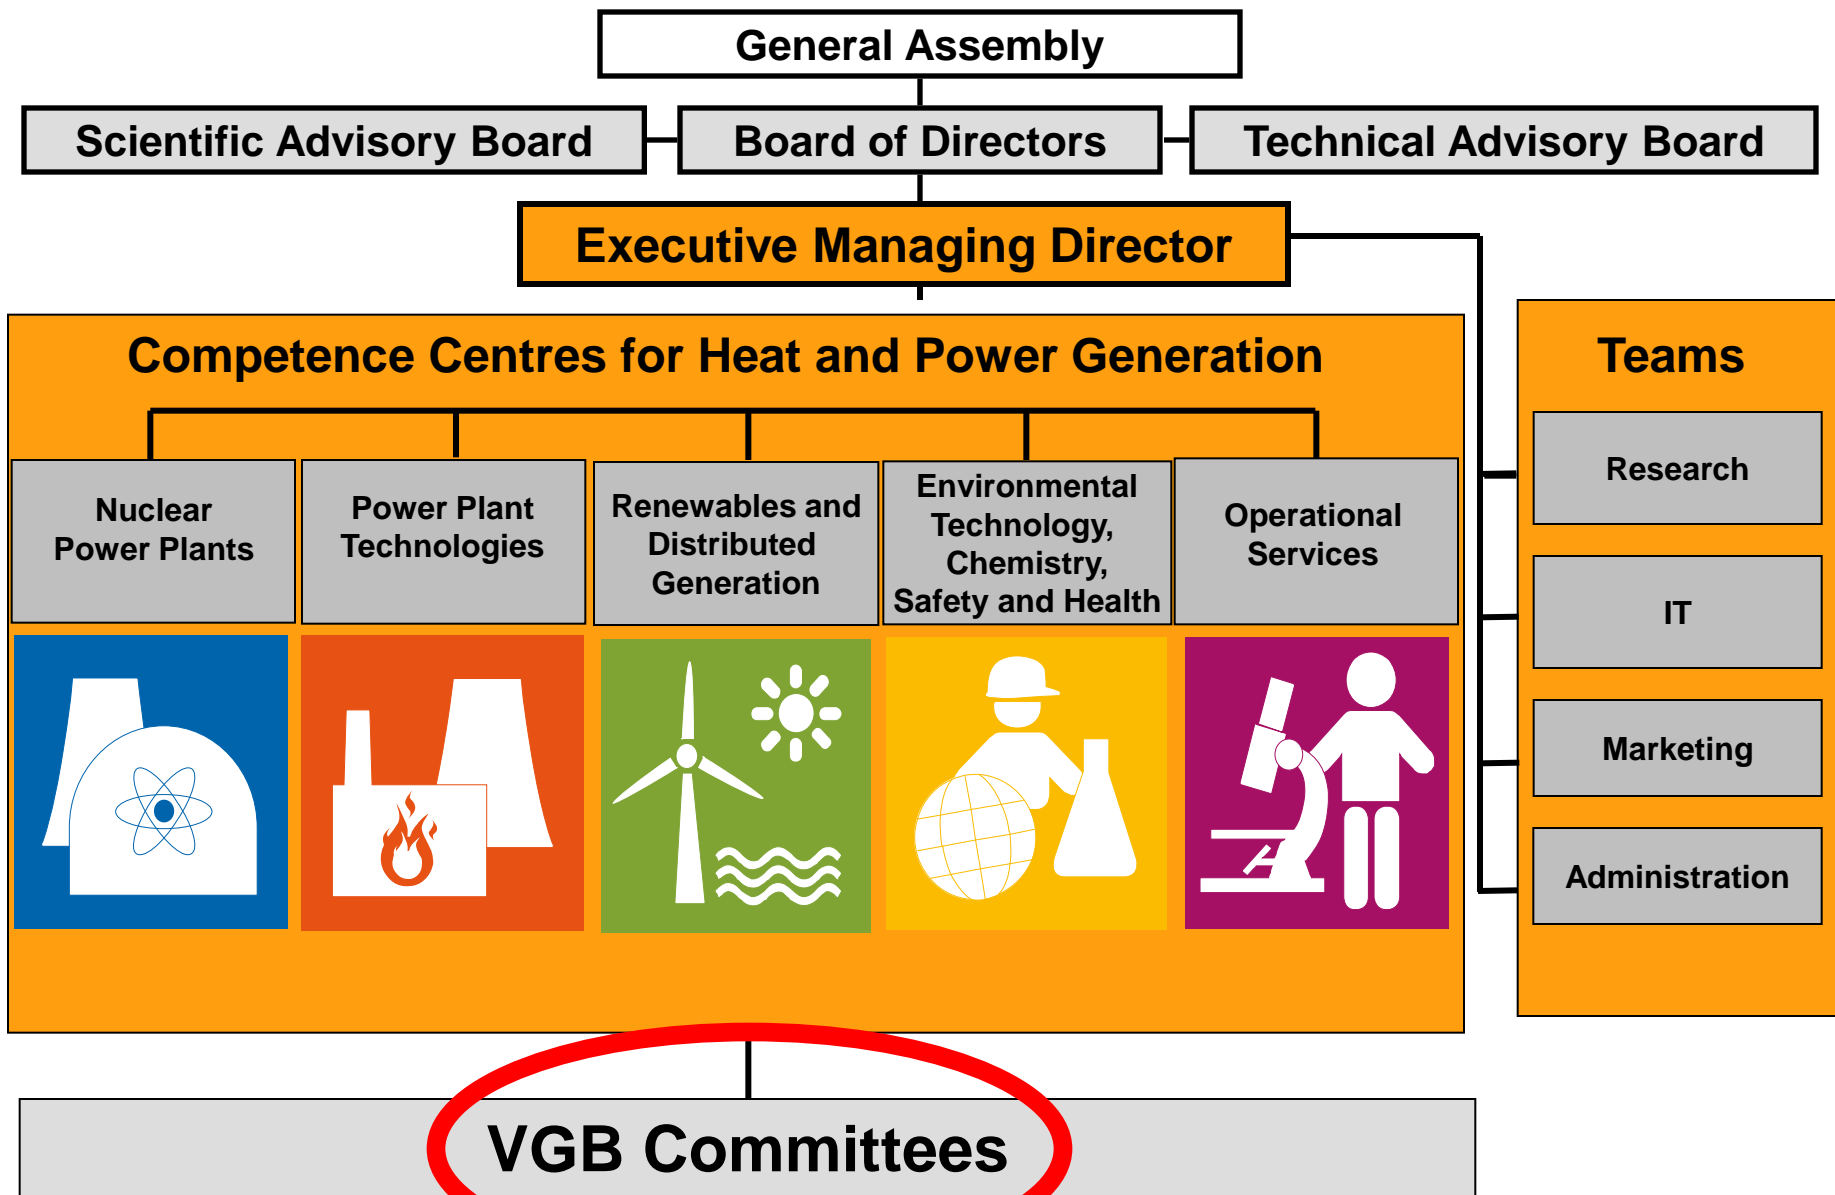 General Assembly
Scientific Advisory Board
Board of Directors
Technical Advisory Board
Executive Managing Director
Competence Centres for Heat and Power Generation
Nuclear
Power Plants
Power Plant
Technologies
Renewables and
Distributed
Generation
Environmental
Technology,
Chemistry,
Safety and Health
Operational
Services
Teams
Research
IT
Marketing
Administration
VGB Committees